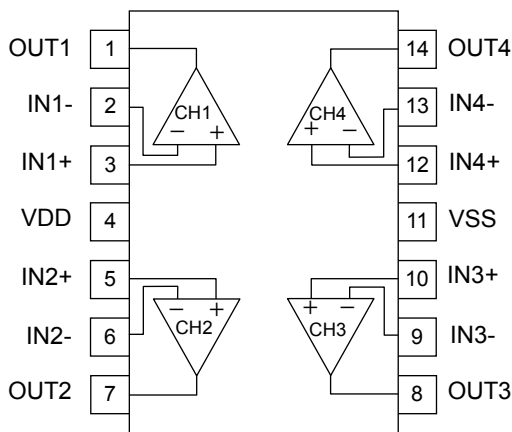 OUT1 1 14 OUT4
IN1- 2 CH1 CH4 13 IN4-
− + + −
IN1+ 3 12 IN4+
VDD 4 11 VSS
IN2+ 5 10 IN3+
− + + −
IN2- 6 CH2 CH3 9 IN3-
OUT2 7 8 OUT3